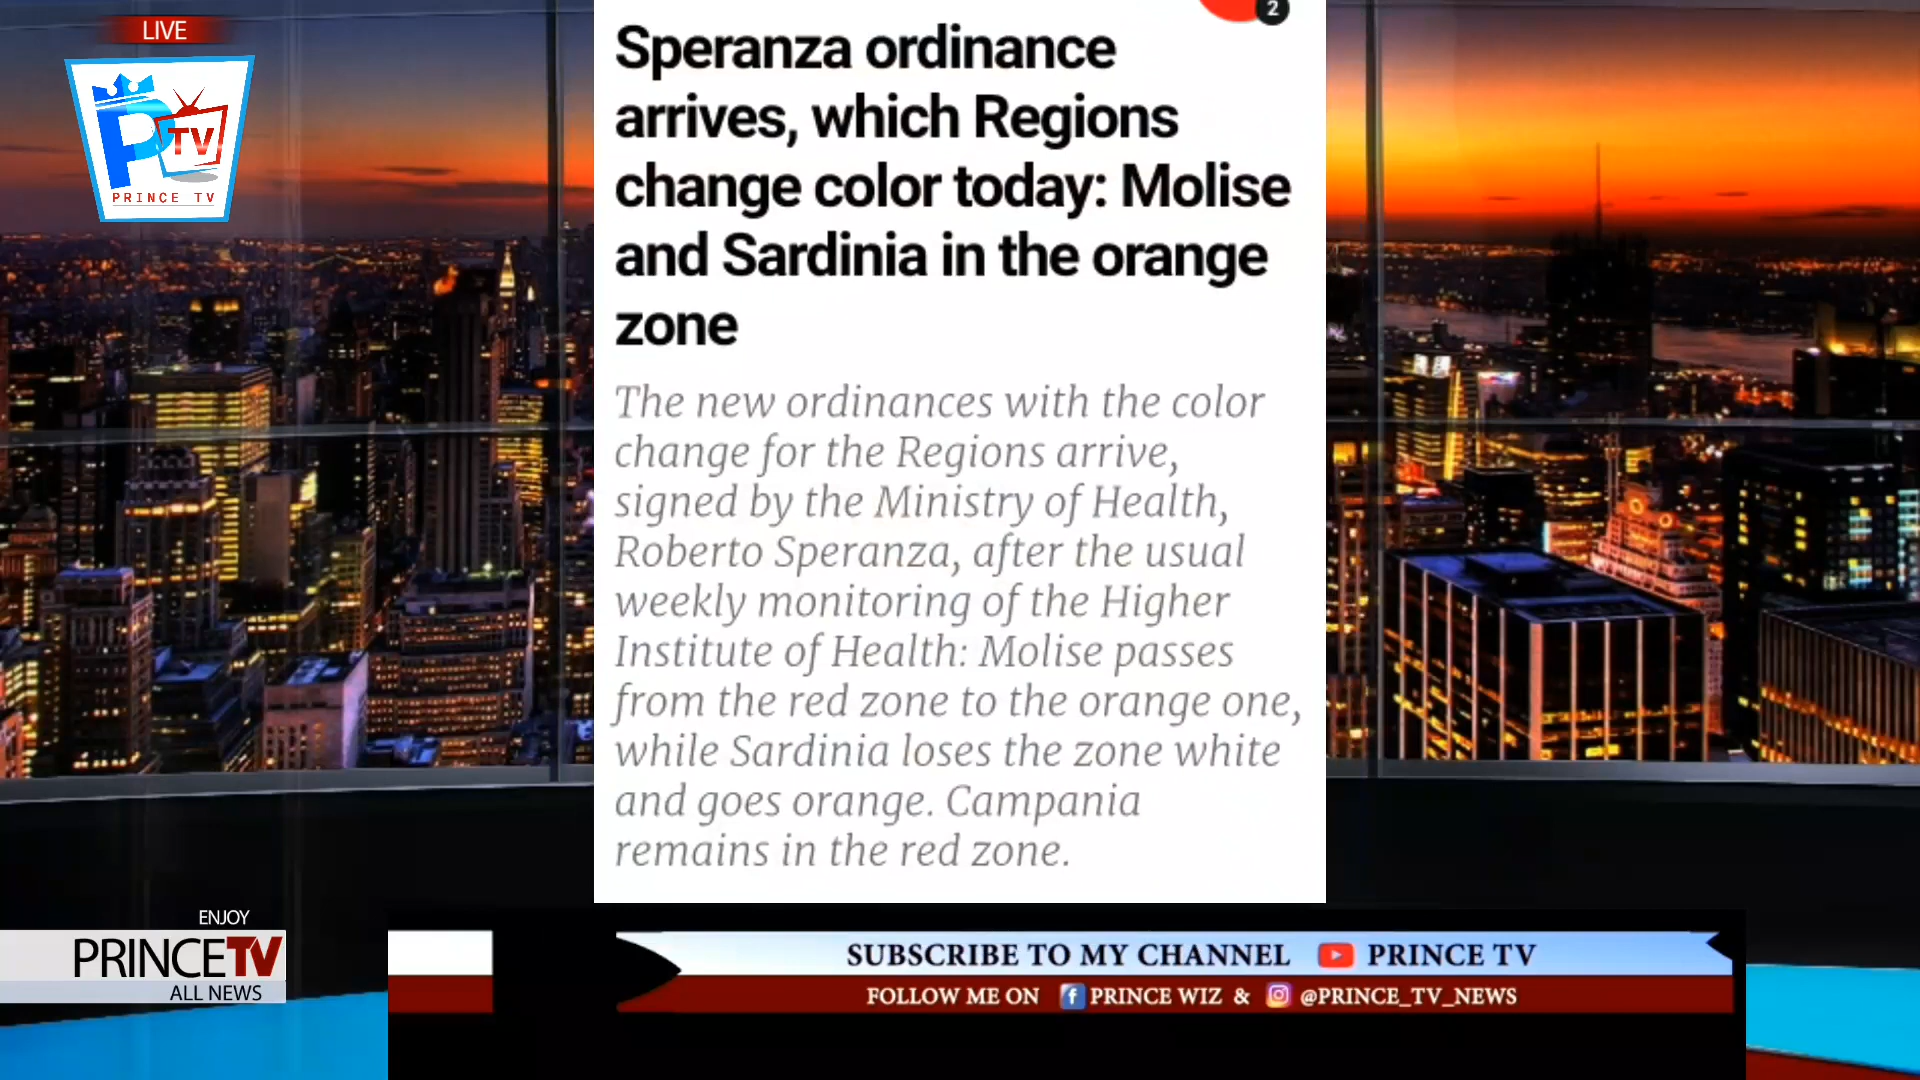 LIVE
P TV
PRINCE TV
2
Speranza ordinance
arrives, which Regions
change color today: Molise
and Sardinia in the orange
zone
The new ordinances with the color
change for the Regions arrive,
signed by the Ministry of Health,
Roberto Speranza, after the usual
weekly monitoring of the Higher
Institute of Health: Molise passes
from the red zone to the orange one,
while Sardinia loses the zone white
and goes orange. Campania
remains in the red zone.
ENJOY
PRINCETV
ALL NEWS
SUBSCRIBE TO MY CHANNEL PRINCE TV
FOLLOW ME ON f PRINCE WIZ & @PRINCE_TV_NEWS